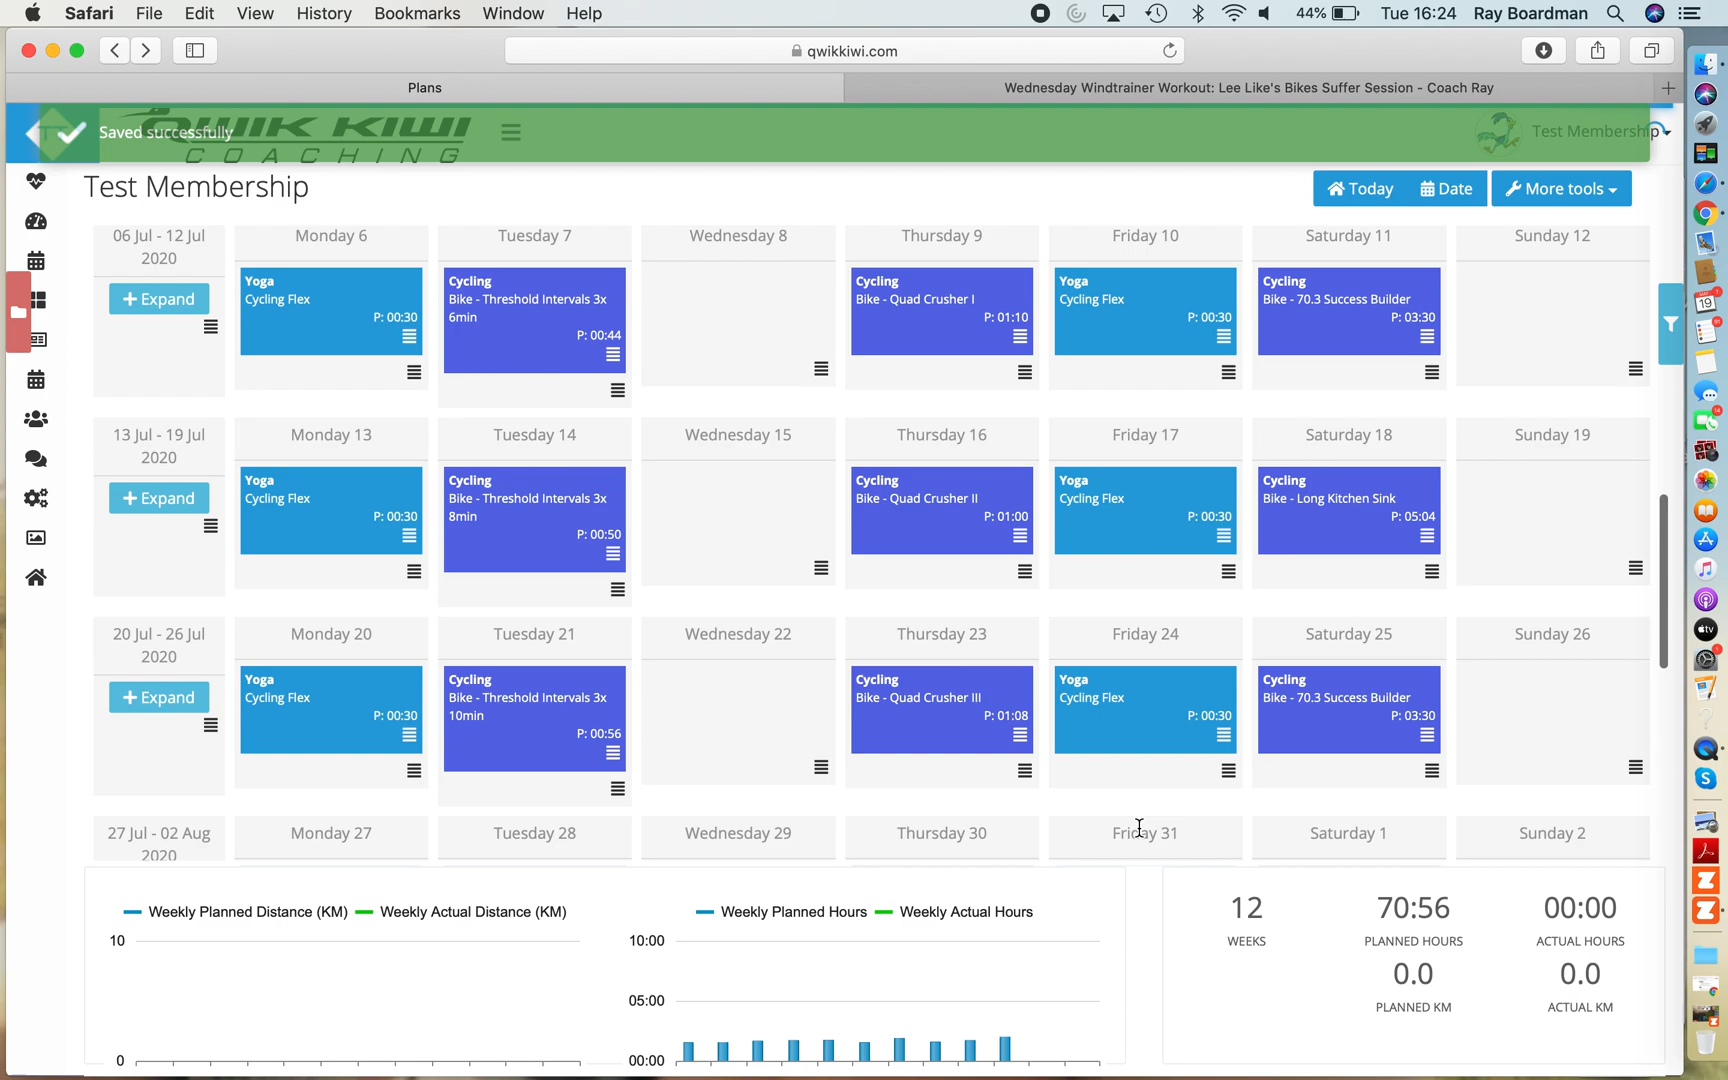 Safari File Edit View History Bookmarks Window Help 44% Tue 16:24 Ray Boardman
qwikkiwi.com
Plans
Wednesday Windtrainer Workout: Lee Like's Bikes Suffer Session - Coach Ray
Saved successfully
QWIK KIWI
COACHING
Test Membership
Test Membership
Today
Date
More tools
06 Jul - 12 Jul
2020
Monday 6
Tuesday 7
Wednesday 8
Thursday 9
Friday 10
Saturday 11
Sunday 12
+ Expand
Yoga
Cycling Flex
P: 00:30
Cycling
Bike - Threshold Intervals 3x
6min
P: 00:44
Cycling
Bike - Quad Crusher I
P: 01:10
Yoga
Cycling Flex
P: 00:30
Cycling
Bike - 70.3 Success Builder
P: 03:30
13 Jul - 19 Jul
2020
Monday 13
Tuesday 14
Wednesday 15
Thursday 16
Friday 17
Saturday 18
Sunday 19
+ Expand
Yoga
Cycling Flex
P: 00:30
Cycling
Bike - Threshold Intervals 3x
8min
P: 00:50
Cycling
Bike - Quad Crusher II
P: 01:00
Yoga
Cycling Flex
P: 00:30
Cycling
Bike - Long Kitchen Sink
P: 05:04
20 Jul - 26 Jul
2020
Monday 20
Tuesday 21
Wednesday 22
Thursday 23
Friday 24
Saturday 25
Sunday 26
+ Expand
Yoga
Cycling Flex
P: 00:30
Cycling
Bike - Threshold Intervals 3x
10min
P: 00:56
Cycling
Bike - Quad Crusher III
P: 01:08
Yoga
Cycling Flex
P: 00:30
Cycling
Bike - 70.3 Success Builder
P: 03:30
27 Jul - 02 Aug
2020
Monday 27
Tuesday 28
Wednesday 29
Thursday 30
Friday 31
Saturday 1
Sunday 2
Weekly Planned Distance (KM)
Weekly Actual Distance (KM)
10
0
Weekly Planned Hours
Weekly Actual Hours
10:00
05:00
00:00
12
WEEKS
70:56
PLANNED HOURS
00:00
ACTUAL HOURS
0.0
PLANNED KM
0.0
ACTUAL KM